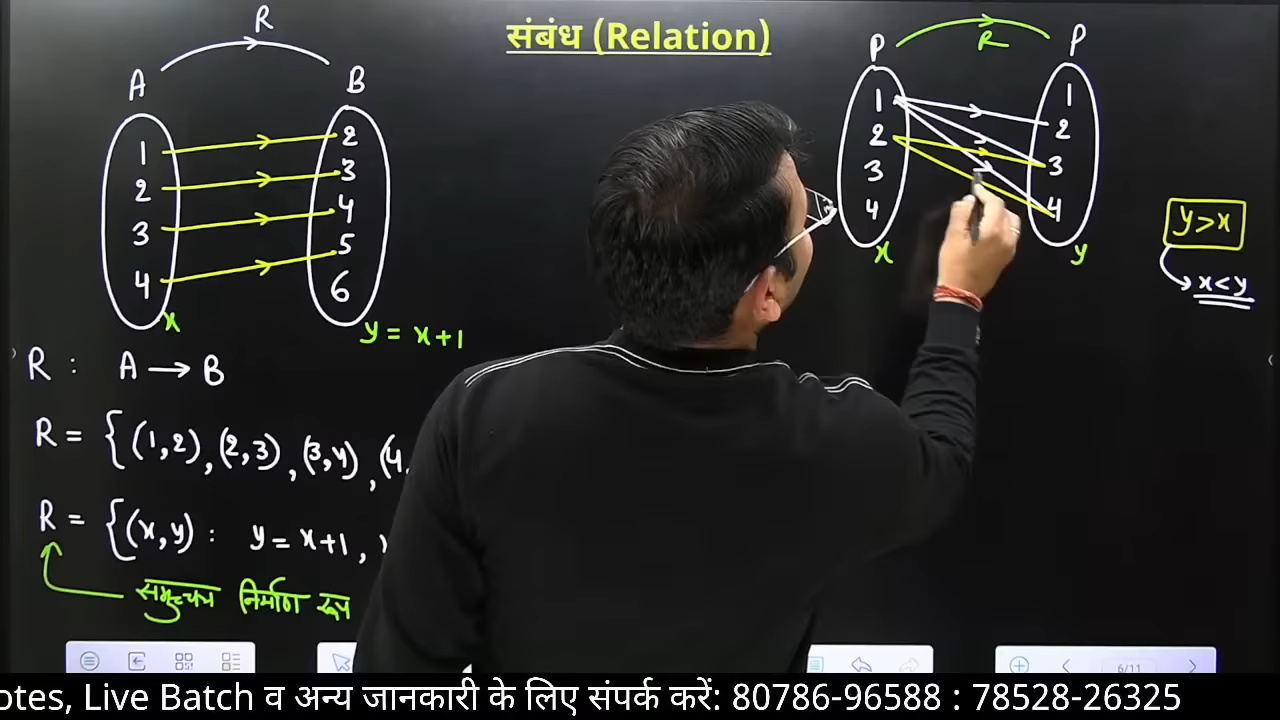 संबंध (Relation)
R
A B
1 2
2 3
3 4
4 5
6
x
y = x+1
R : A → B
R = { (1,2), (2,3), (3,4), (4,
R = { (x,y) : y = x+1,
समुच्चय निर्माण रूप
R
P P
1 1
2 2
3 3
4 4
x y
y>x
x<y
6/11
otes, Live Batch व अन्य जानकारी के लिए संपर्क करें: 80786-96588 : 78528-26325